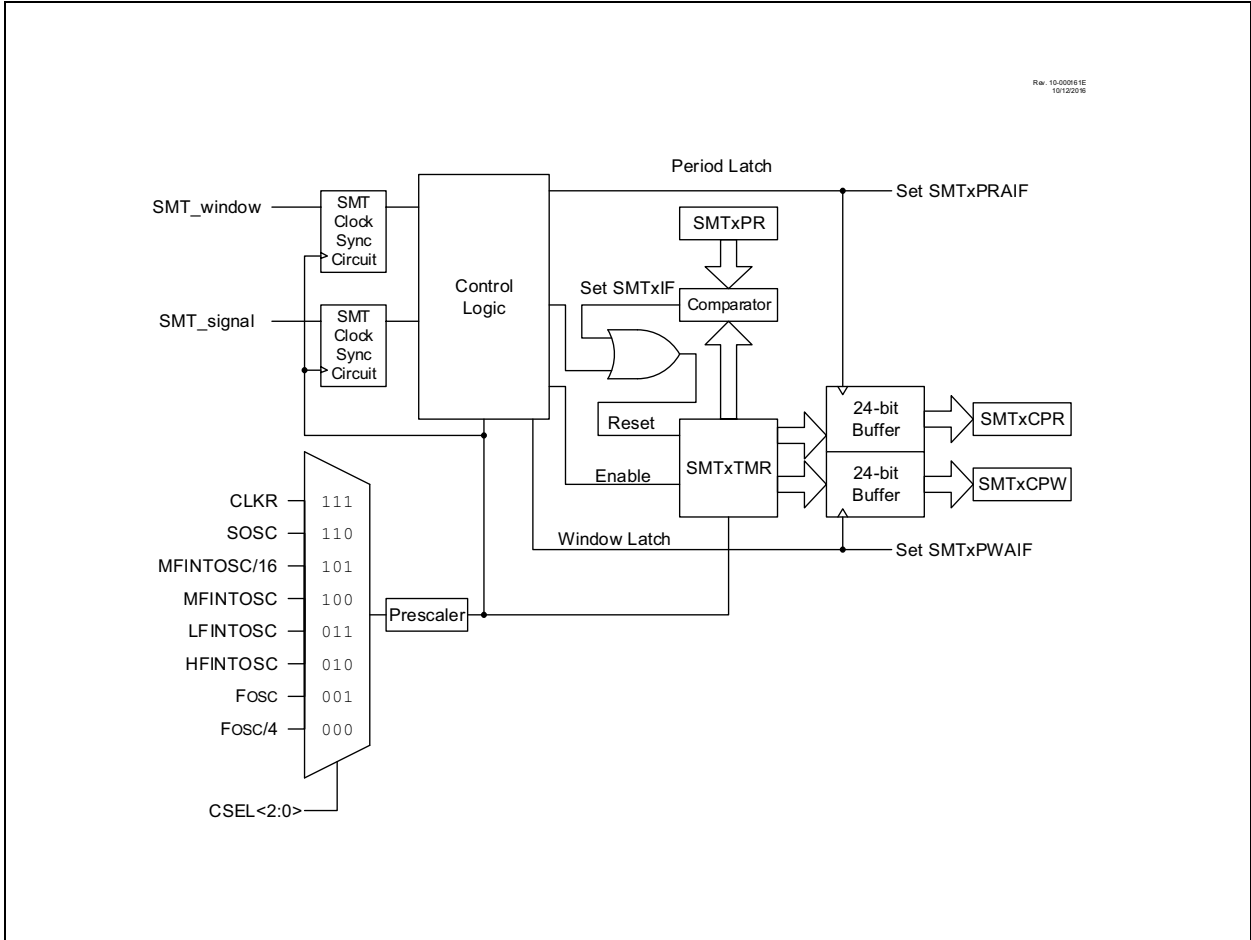 Rev. 10-000161E
10/12/2016
Period Latch
Set SMTxPRAIF
SMT_window
SMT
Clock
Sync
Circuit
SMTxPR
Control
Logic
Set SMTxIF
Comparator
SMT_signal
SMT
Clock
Sync
Circuit
Reset
24-bit
Buffer
SMTxCPR
SMTxTMR
Enable
24-bit
Buffer
SMTxCPW
Window Latch
Set SMTxPWAIF
CLKR 111
SOSC 110
MFINTOSC/16 101
MFINTOSC 100
LFINTOSC 011
HFINTOSC 010
FOSC 001
FOSC/4 000
Prescaler
CSEL<2:0>